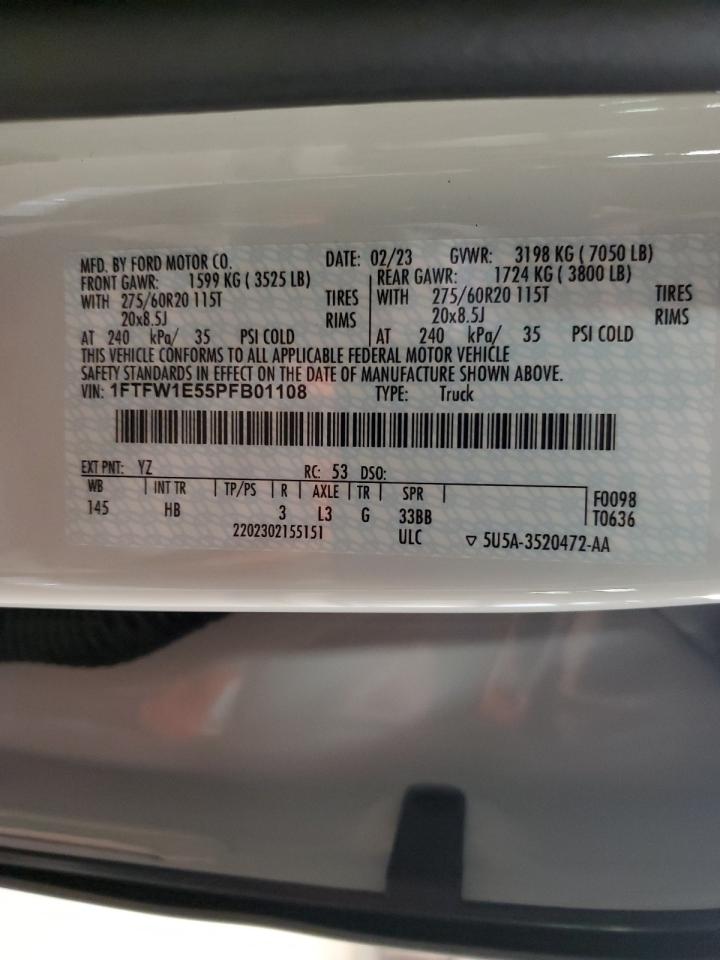 MFD. BY FORD MOTOR CO. DATE: 02/23 GVWR: 3198 KG ( 7050 LB)
FRONT GAWR: 1599 KG ( 3525 LB) REAR GAWR: 1724 KG ( 3800 LB)
WITH 275/60R20 115T TIRES WITH 275/60R20 115T TIRES
20x8.5J RIMS 20x8.5J RIMS
AT 240 kPa/ 35 PSI COLD AT 240 kPa/ 35 PSI COLD
THIS VEHICLE CONFORMS TO ALL APPLICABLE FEDERAL MOTOR VEHICLE
SAFETY STANDARDS IN EFFECT ON THE DATE OF MANUFACTURE SHOWN ABOVE.
VIN: 1FTFW1E55PFB01108 TYPE: Truck
EXT PNT: YZ RC: 53 DSO:
WB INT TR TP/PS R AXLE TR SPR F0098
145 HB 3 L3 G 33BB T0636
2202302155151 ULC ▽ 5U5A-3520472-AA